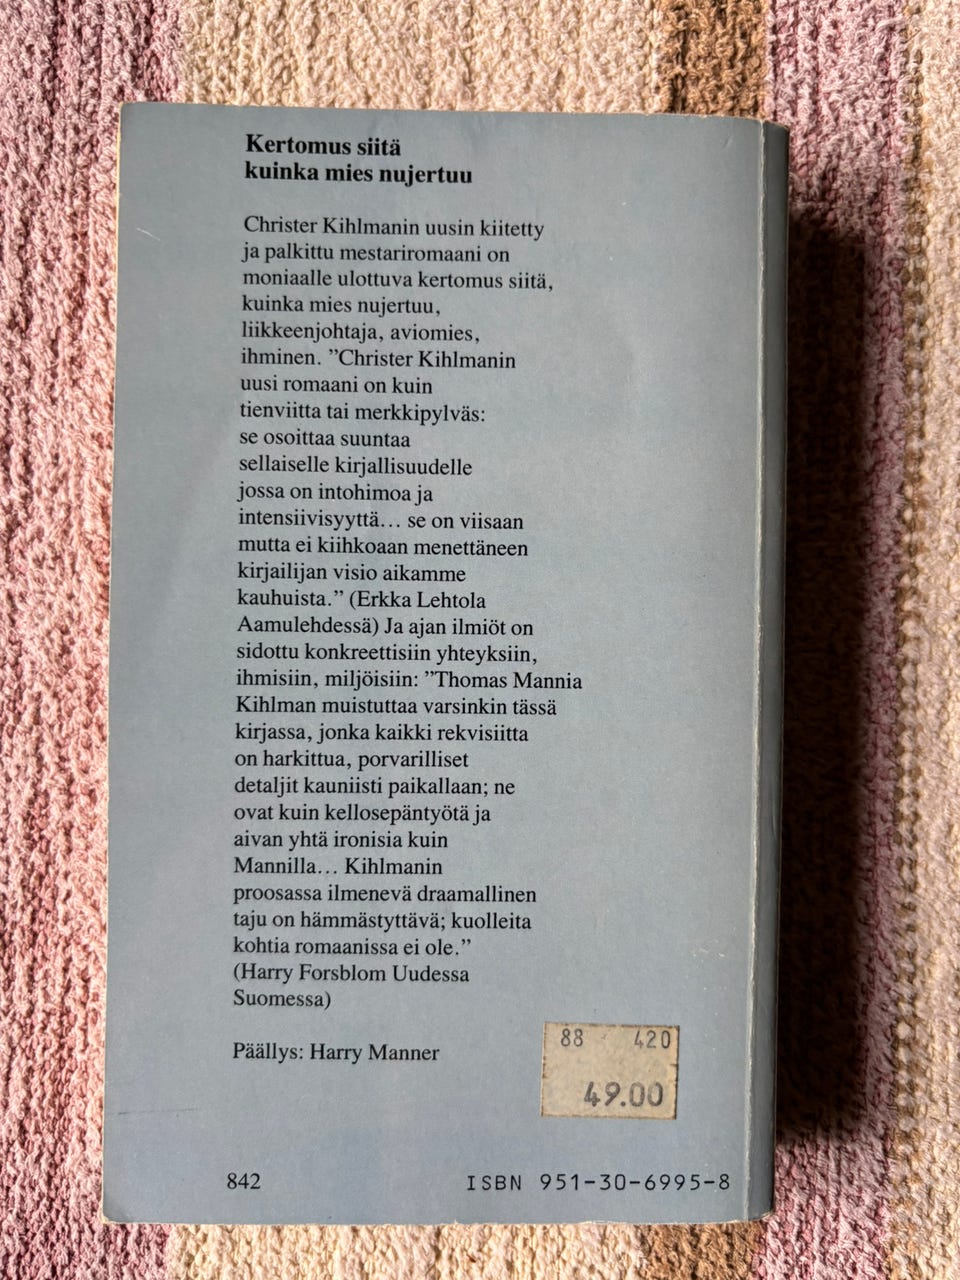 Kertomus siitä
kuinka mies nujertuu
Christer Kihlmanin uusin kiitetty
ja palkittu mestariromaani on
moniaalle ulottuva kertomus siitä,
kuinka mies nujertuu,
liikkeenjohtaja, aviomies,
ihminen. ”Christer Kihlmanin
uusi romaani on kuin
tienviitta tai merkkipylväs:
se osoittaa suuntaa
sellaiselle kirjallisuudelle
jossa on intohimoa ja
intensiivisyyttä... se on viisaan
mutta ei kiihkoaan menettäneen
kirjailijan visio aikamme
kauhuista.” (Erkka Lehtola
Aamulehdessä) Ja ajan ilmiöt on
sidottu konkreettisiin yhteyksiin,
ihmisiin, miljöisiin: ”Thomas Mannia
Kihlman muistuttaa varsinkin tässä
kirjassa, jonka kaikki rekvisiitta
on harkittua, porvarilliset
detaljit kauniisti paikallaan; ne
ovat kuin kellosepäntyötä ja
aivan yhtä ironisia kuin
Mannilla... Kihlmanin
proosassa ilmenevä draamallinen
taju on hämmästyttävä; kuolleita
kohtia romaanissa ei ole.”
(Harry Forsblom Uudessa
Suomessa)
Päällys: Harry Manner
88 420
49.00
842
ISBN 951-30-6995-8